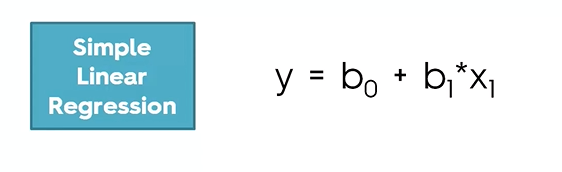 Simple
Linear
Regression
y = b₀ + b₁*x₁